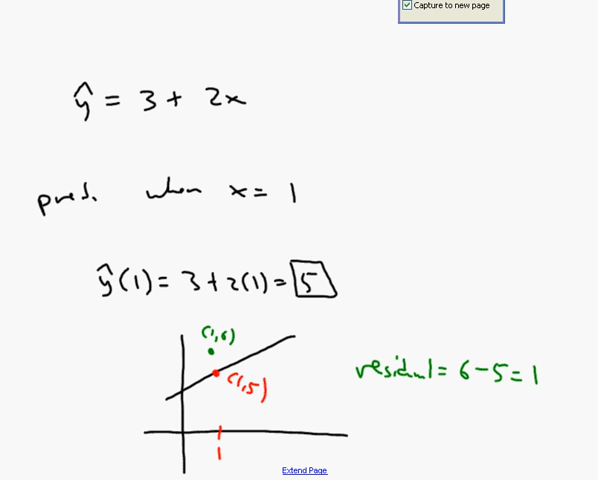 Capture to new page
ŷ = 3 + 2x
pred. when x = 1
ŷ(1) = 3 + 2(1) = 5
(1,6)
(1,5)
residual = 6 - 5 = 1
1
Extend Page